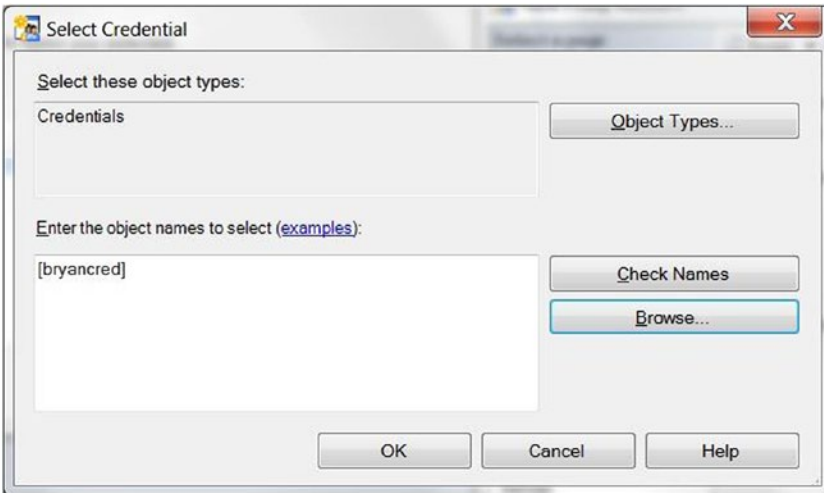 Select Credential
Select these object types:
Credentials
Object Types...
Enter the object names to select (examples):
[bryancred]
Check Names
Browse...
OK
Cancel
Help